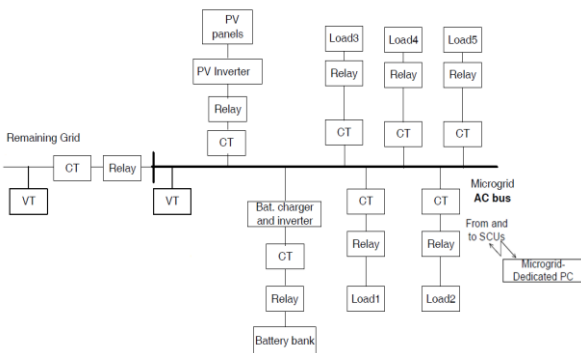 PV
panels
Load3
Load4
Load5
PV Inverter
Relay
Relay
Relay
Relay
Remaining Grid
CT
CT
CT
CT
CT
Relay
VT
VT
Bat. charger
and inverter
CT
CT
Microgrid
AC bus
From and
to SCUs
CT
Relay
Relay
Microgrid-
Dedicated PC
Relay
Load1
Load2
Battery bank